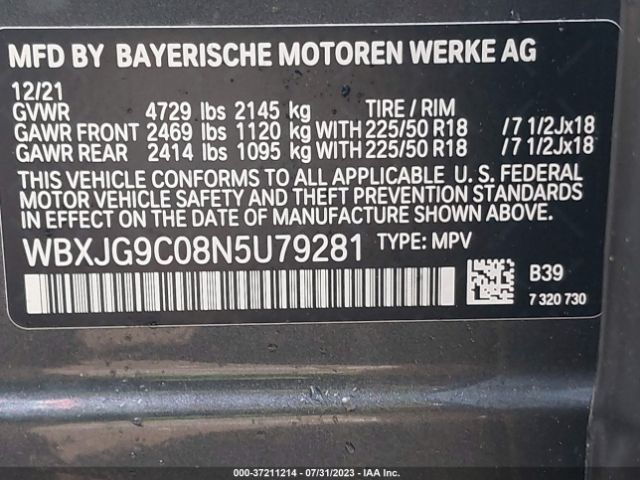 MFD BY BAYERISCHE MOTOREN WERKE AG
12/21
GVWR 4729 lbs 2145 kg TIRE / RIM
GAWR FRONT 2469 lbs 1120 kg WITH 225/50 R18 /7 1/2Jx18
GAWR REAR 2414 lbs 1095 kg WITH 225/50 R18 /7 1/2Jx18
THIS VEHICLE CONFORMS TO ALL APPLICABLE U. S. FEDERAL
MOTOR VEHICLE SAFETY AND THEFT PREVENTION STANDARDS
IN EFFECT ON THE DATE OF MANUFACTURE SHOWN ABOVE.
WBXJG9C08N5U79281 TYPE: MPV
B39
7 320 730
000-37211214 - 07/31/2023 - IAA Inc.